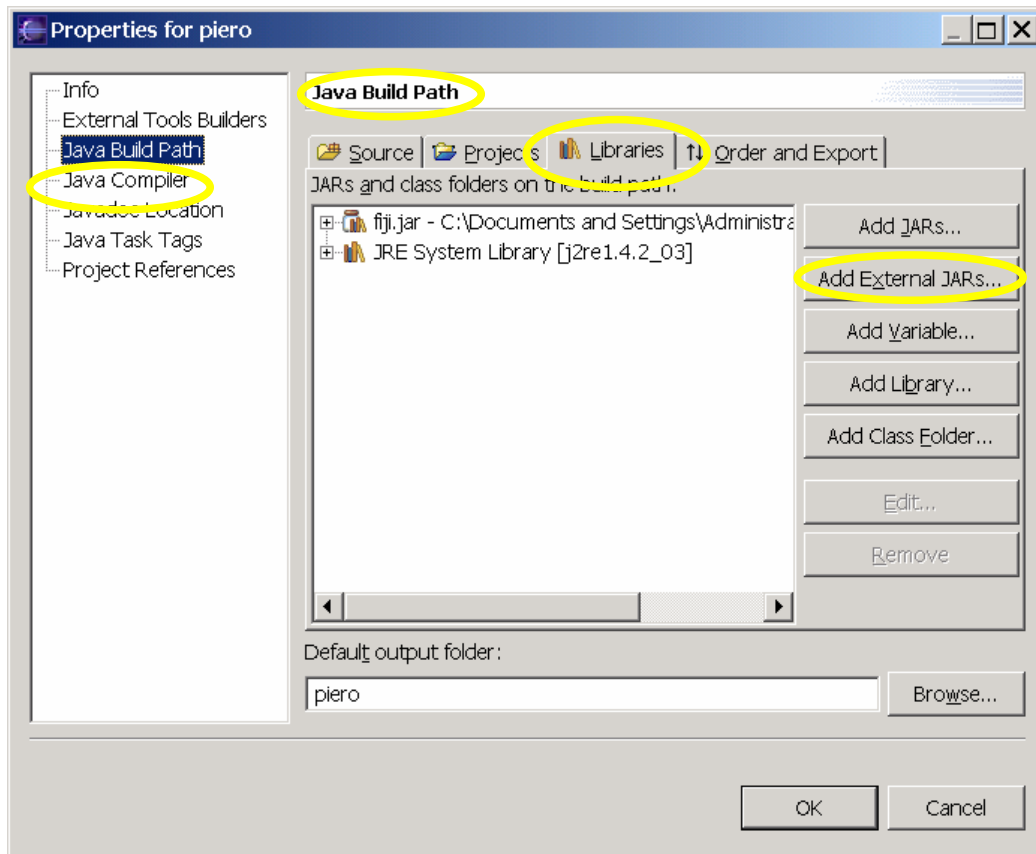 Properties for piero
Info
External Tools Builders
Java Build Path
Java Compiler
Javadoc Location
Java Task Tags
Project References
Java Build Path
Source Projects Libraries Order and Export
JARs and class folders on the build path:
fiji.jar - C:\Documents and Settings\Administra
JRE System Library [j2re1.4.2_03]
Add JARs...
Add External JARs...
Add Variable...
Add Library...
Add Class Folder...
Edit...
Remove
Default output folder:
piero
Browse...
OK Cancel